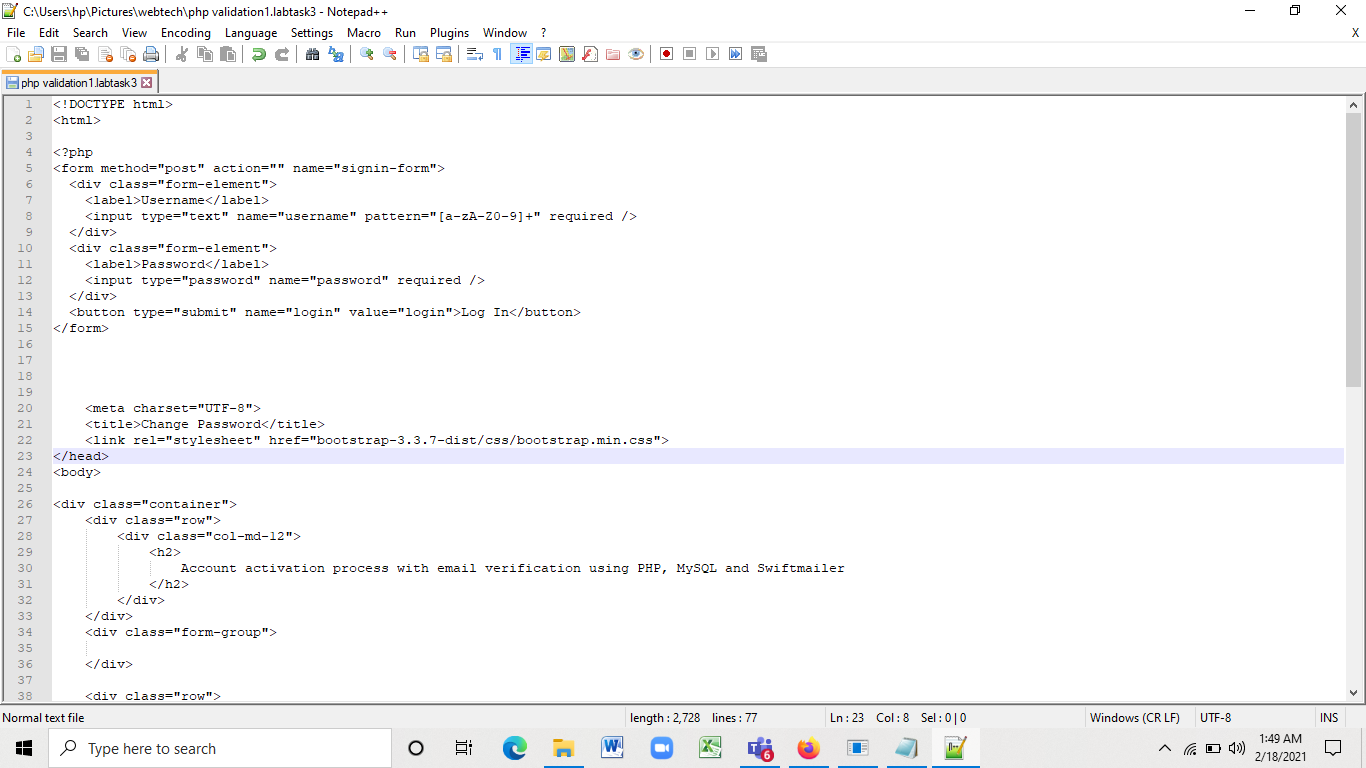 C:\Users\hp\Pictures\webtech\php validation1.labtask3 - Notepad++
File Edit Search View Encoding Language Settings Macro Run Plugins Window ? X
php validation1.labtask3
1 <!DOCTYPE html>
2 <html>
3
4 <?php
5 <form method="post" action="" name="signin-form">
6 <div class="form-element">
7 <label>Username</label>
8 <input type="text" name="username" pattern="[a-zA-Z0-9]+" required />
9 </div>
10 <div class="form-element">
11 <label>Password</label>
12 <input type="password" name="password" required />
13 </div>
14 <button type="submit" name="login" value="login">Log In</button>
15 </form>
16
17
18
19
20 <meta charset="UTF-8">
21 <title>Change Password</title>
22 <link rel="stylesheet" href="bootstrap-3.3.7-dist/css/bootstrap.min.css">
23 </head>
24 <body>
25
26 <div class="container">
27 <div class="row">
28 <div class="col-md-12">
29 <h2>
30 Account activation process with email verification using PHP, MySQL and Swiftmailer
31 </h2>
32 </div>
33 </div>
34 <div class="form-group">
35
36 </div>
37
38 <div class="row">
Normal text file length : 2,728 lines : 77 Ln : 23 Col : 8 Sel : 0 | 0 Windows (CR LF) UTF-8 INS
Type here to search 6 1:49 AM
2/18/2021